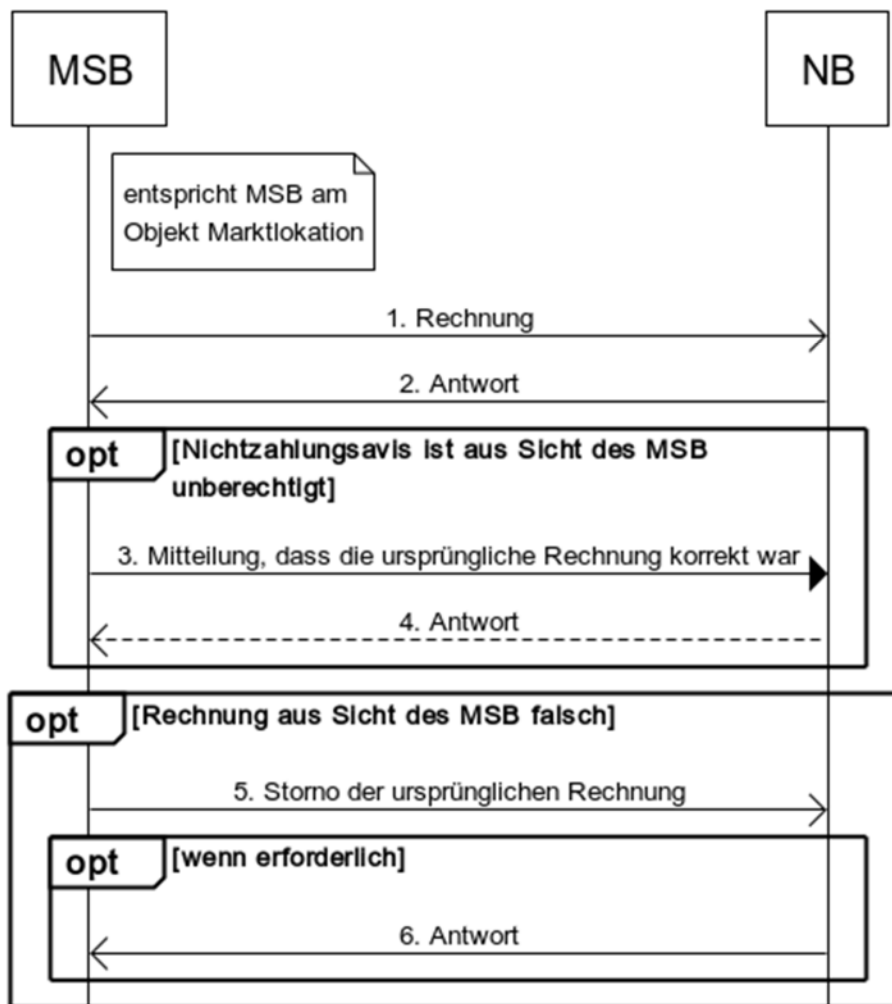 MSB
NB
entspricht MSB am
Objekt Marktlokation
1. Rechnung
2. Antwort
opt
[Nichtzahlungsavis ist aus Sicht des MSB
unberechtigt]
3. Mitteilung, dass die ursprüngliche Rechnung korrekt war
4. Antwort
opt
[Rechnung aus Sicht des MSB falsch]
5. Storno der ursprünglichen Rechnung
opt
[wenn erforderlich]
6. Antwort